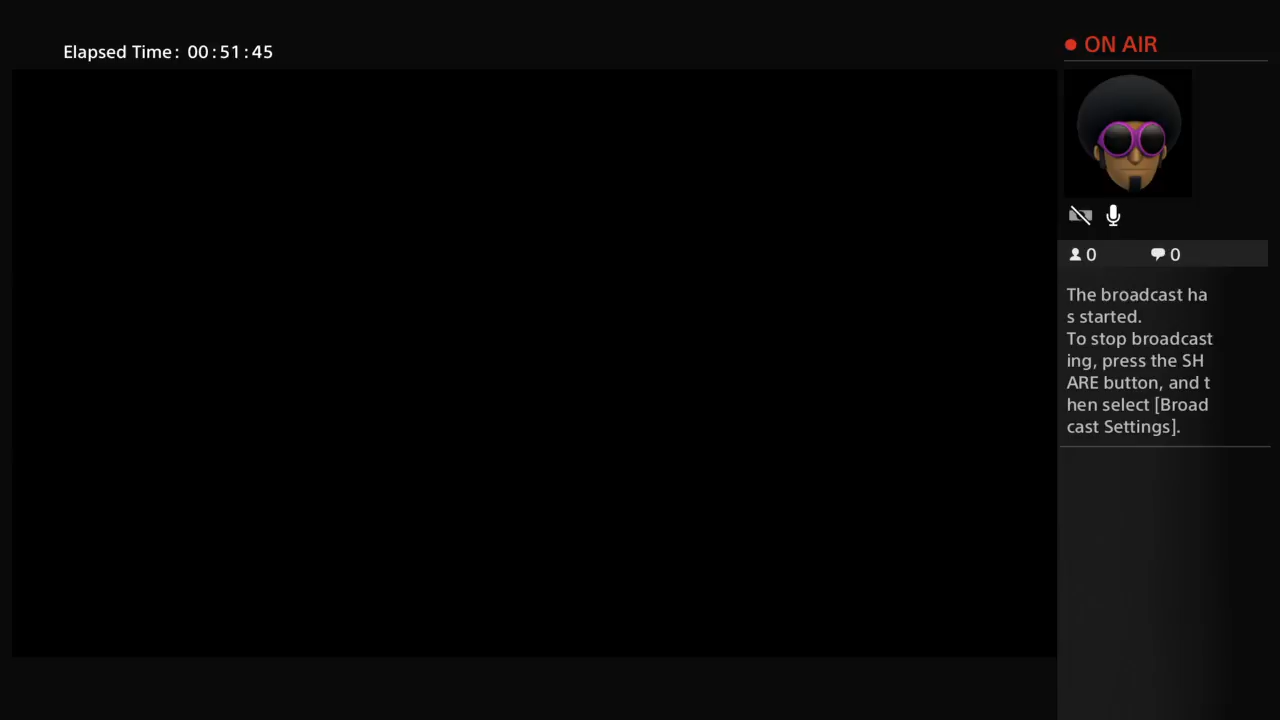 Elapsed Time: 00:51:45
ON AIR
0 0
The broadcast ha
s started.
To stop broadcast
ing, press the SH
ARE button, and t
hen select [Broad
cast Settings].